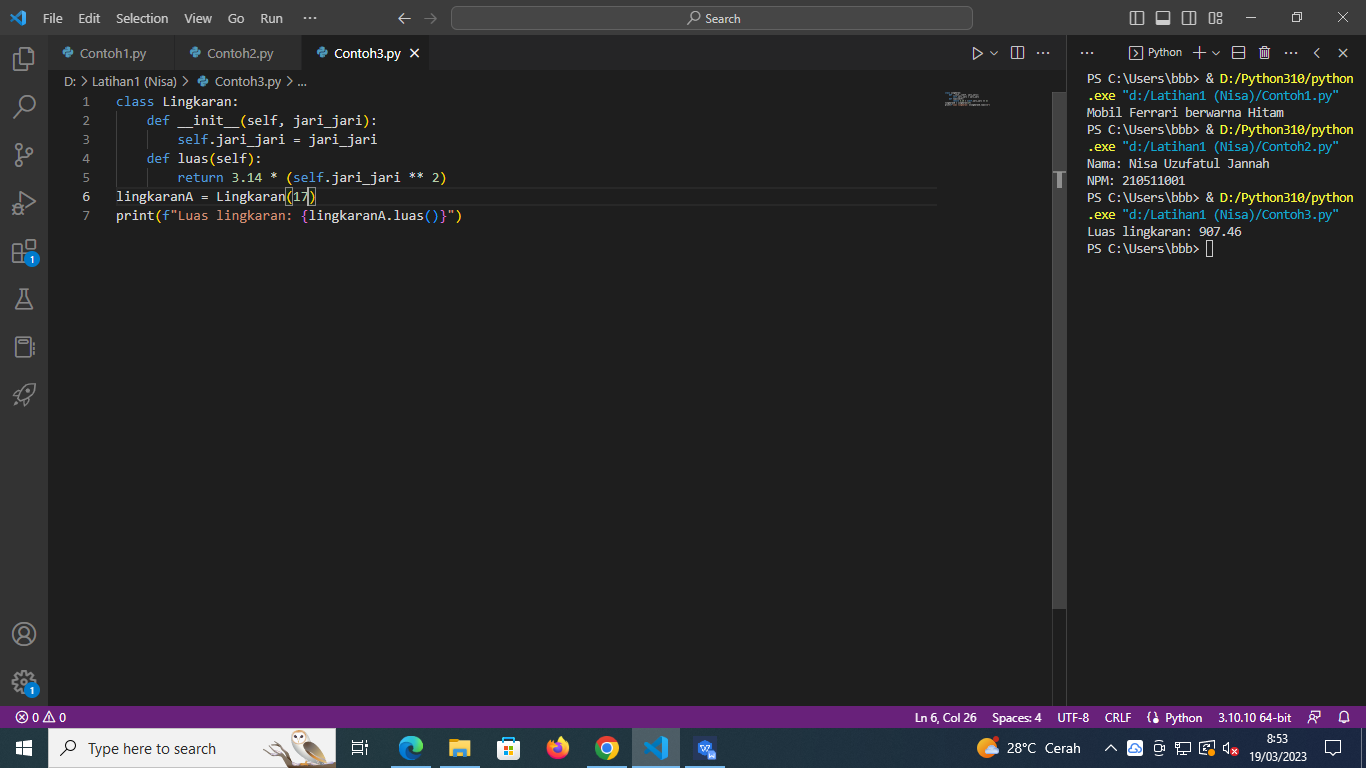 File Edit Selection View Go Run ··· Search
Contoh1.py Contoh2.py Contoh3.py
Python
D: > Latihan1 (Nisa) > Contoh3.py > ...
1 class Lingkaran:
2     def __init__(self, jari_jari):
3         self.jari_jari = jari_jari
4     def luas(self):
5         return 3.14 * (self.jari_jari ** 2)
6 lingkaranA = Lingkaran(17)
7 print(f"Luas lingkaran: {lingkaranA.luas()}")
PS C:\Users\bbb> & D:/Python310/python
.exe "d:/Latihan1 (Nisa)/Contoh1.py"
Mobil Ferrari berwarna Hitam
PS C:\Users\bbb> & D:/Python310/python
.exe "d:/Latihan1 (Nisa)/Contoh2.py"
Nama: Nisa Uzufatul Jannah
NPM: 210511001
PS C:\Users\bbb> & D:/Python310/python
.exe "d:/Latihan1 (Nisa)/Contoh3.py"
Luas lingkaran: 907.46
PS C:\Users\bbb>
1
1
0 0 Ln 6, Col 26 Spaces: 4 UTF-8 CRLF Python 3.10.10 64-bit
Type here to search 28°C Cerah 8:53
19/03/2023